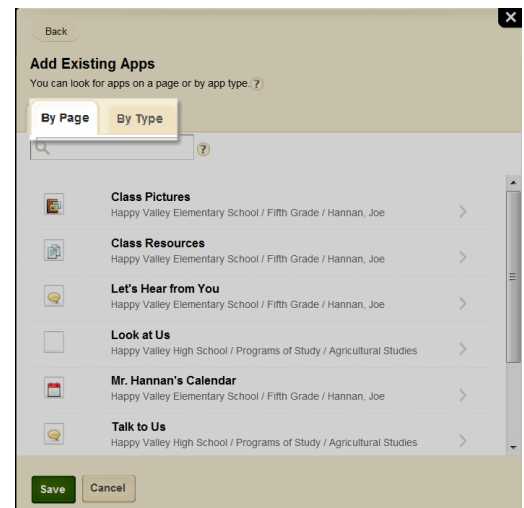 Back
Add Existing Apps
You can look for apps on a page or by app type. ?
By Page By Type
?
Class Pictures
Happy Valley Elementary School / Fifth Grade / Hannan, Joe
Class Resources
Happy Valley Elementary School / Fifth Grade / Hannan, Joe
Let's Hear from You
Happy Valley Elementary School / Fifth Grade / Hannan, Joe
Look at Us
Happy Valley High School / Programs of Study / Agricultural Studies
Mr. Hannan's Calendar
Happy Valley Elementary School / Fifth Grade / Hannan, Joe
Talk to Us
Happy Valley High School / Programs of Study / Agricultural Studies
Save Cancel